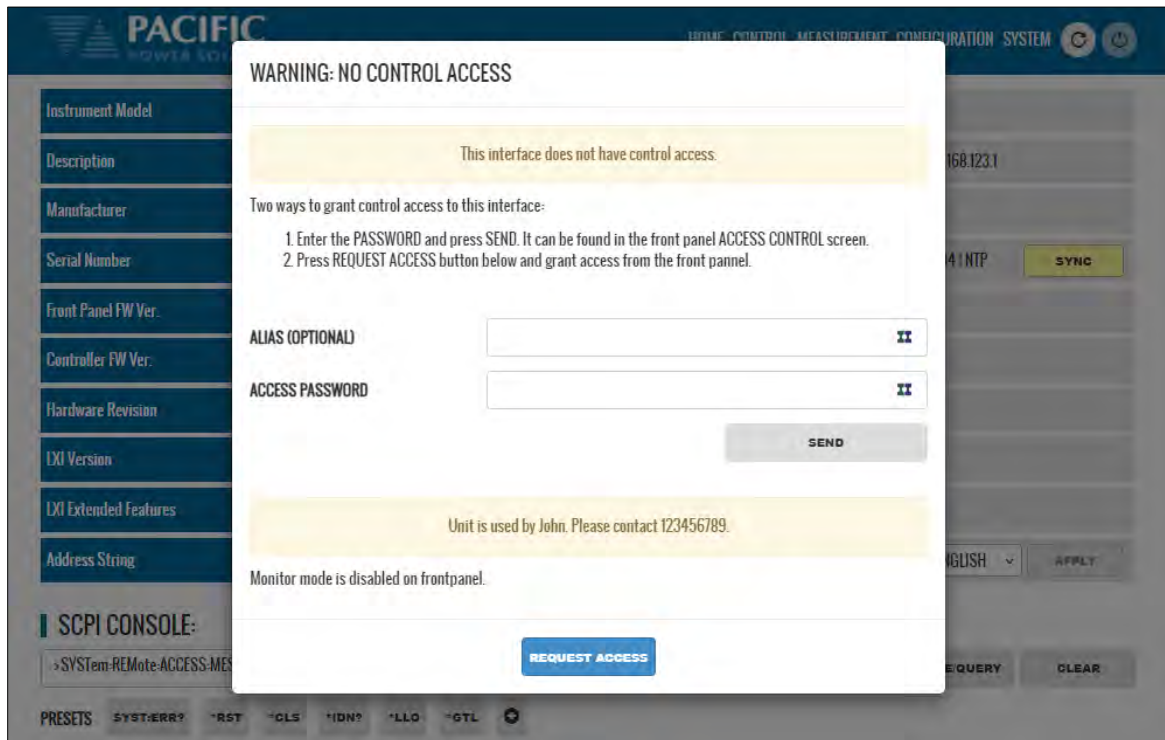 PACIFIC
HOME CONTROL MEASUREMENT CONFIGURATION SYSTEM
WARNING: NO CONTROL ACCESS
Instrument Model
This interface does not have control access.
Description
168.123.1
Manufacturer
Two ways to grant control access to this interface:
1. Enter the PASSWORD and press SEND. It can be found in the front panel ACCESS CONTROL screen.
2. Press REQUEST ACCESS button below and grant access from the front pannel.
Serial Number
4 | NTP
SYNC
Front Panel FW Ver.
ALIAS (OPTIONAL)
Controller FW Ver.
ACCESS PASSWORD
Hardware Revision
SEND
LXI Version
LXI Extended Features
Unit is used by John. Please contact 123456789.
Address String
GLISH
APPLY
Monitor mode is disabled on frontpanel.
SCPI CONSOLE:
>SYSTem:REMote:ACCESS:MES
REQUEST ACCESS
QUERY
CLEAR
PRESETS SYST:ERR? *RST *CLS *IDN? *LLO *GTL